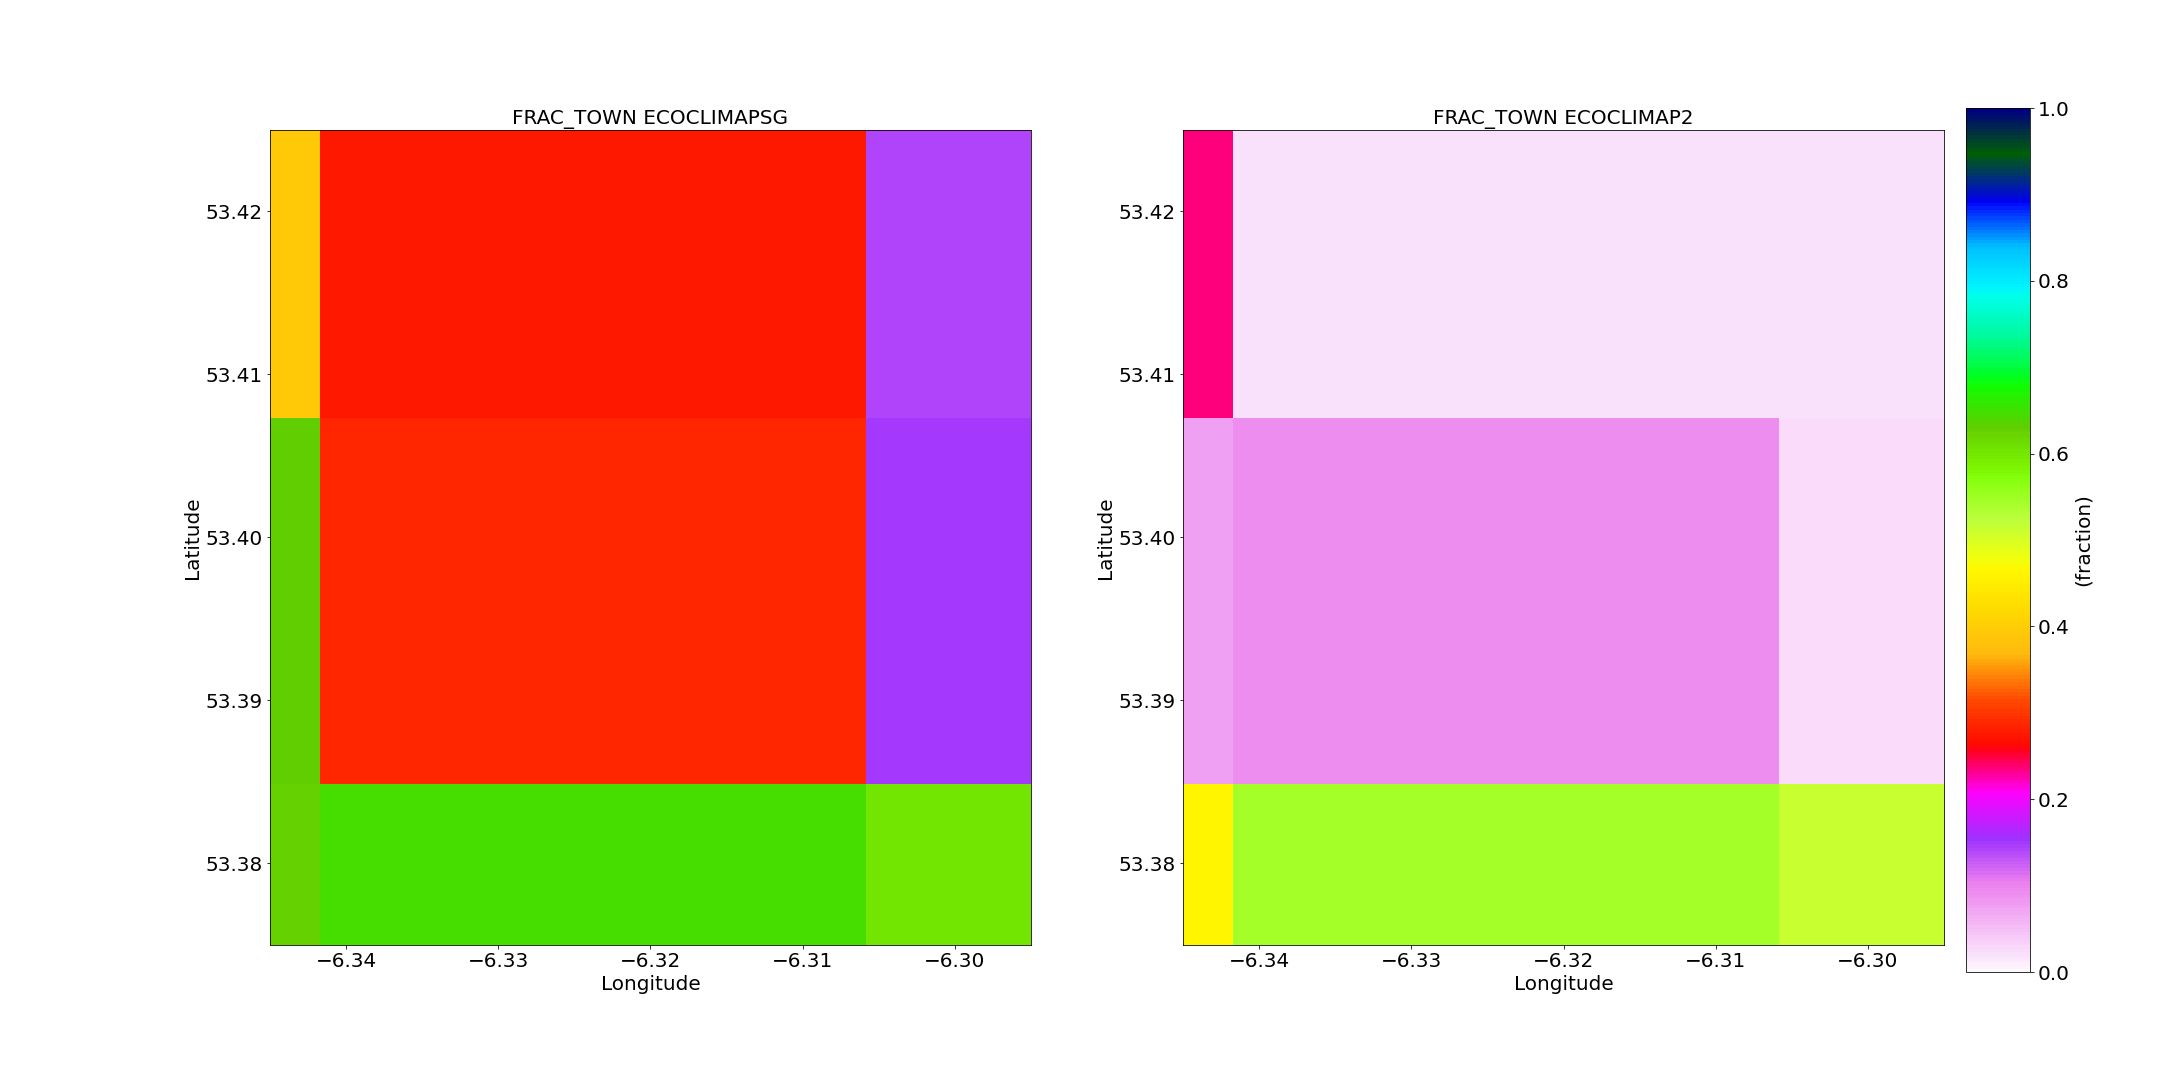 FRAC_TOWN ECOCLIMAPSG
53.42
53.41
53.40
53.39
53.38
Latitude
−6.34 −6.33 −6.32 −6.31 −6.30
Longitude
FRAC_TOWN ECOCLIMAP2
53.42
53.41
53.40
53.39
53.38
Latitude
−6.34 −6.33 −6.32 −6.31 −6.30
Longitude
1.0
0.8
0.6
0.4
0.2
0.0
(fraction)